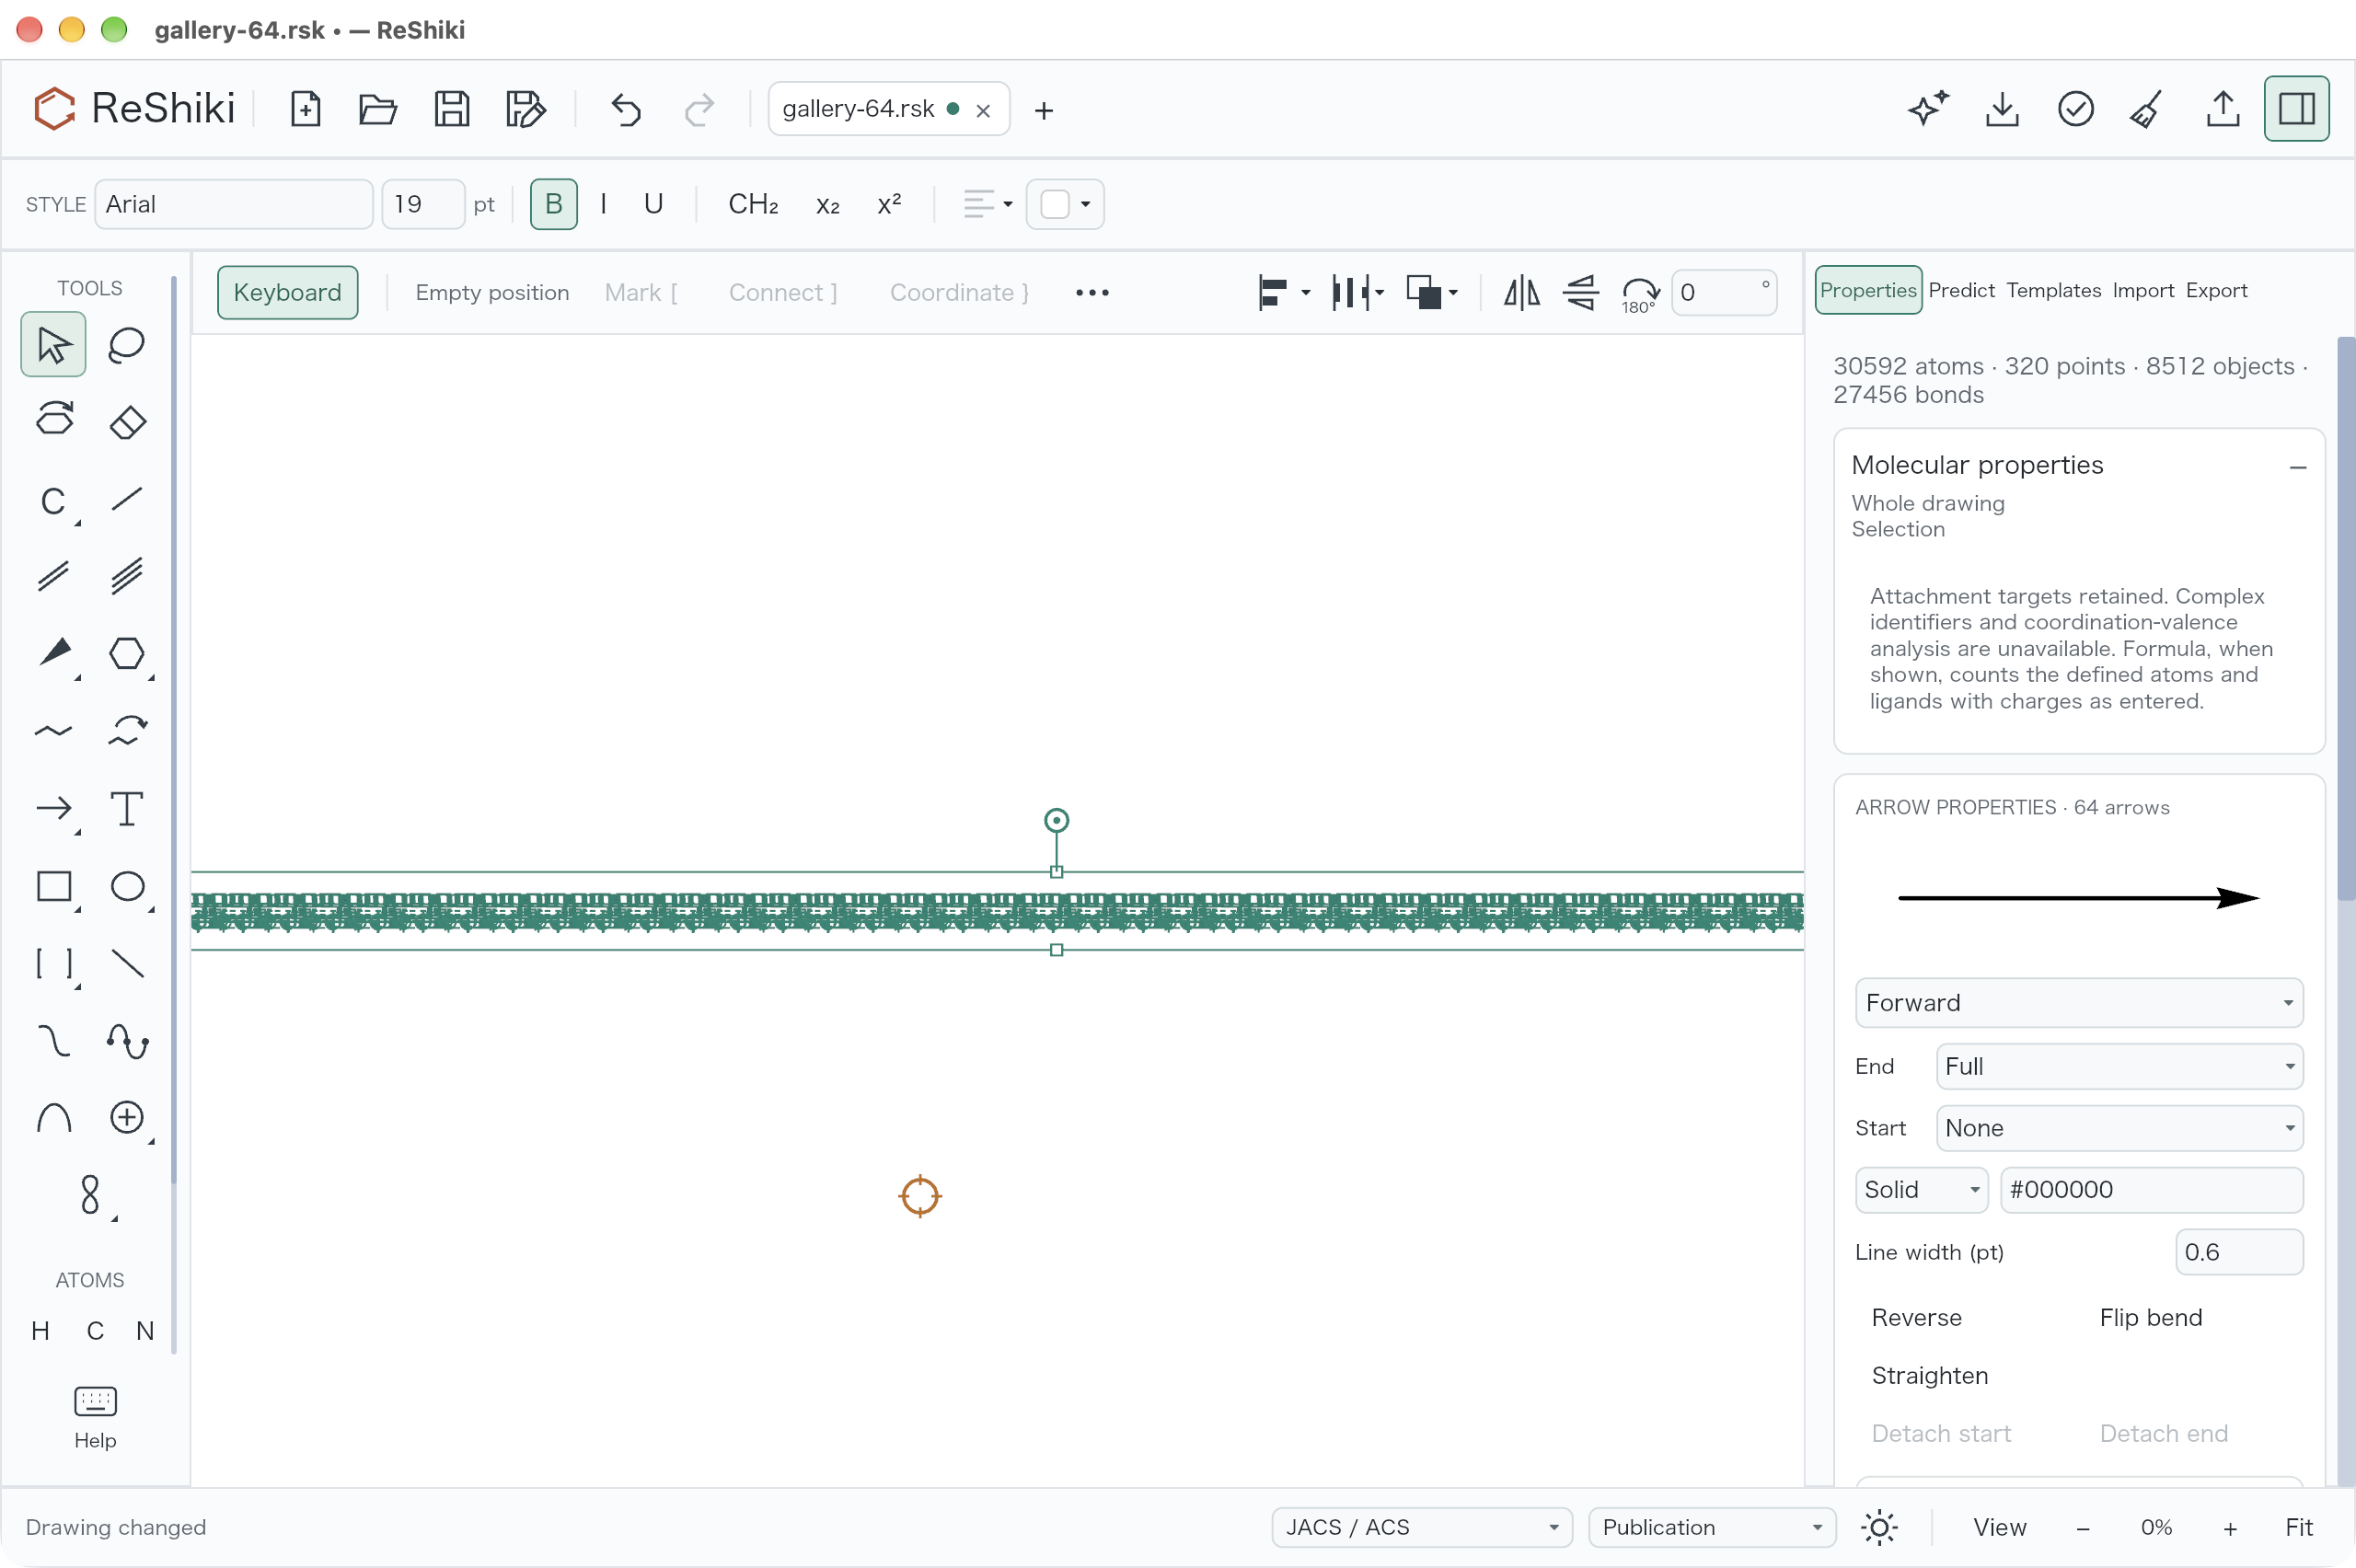 gallery-64.rsk • — ReShiki
ReShiki
gallery-64.rsk
STYLE Arial 19 pt B I U CH₂ x₂ x²
TOOLS
Keyboard Empty position Mark [ Connect ] Coordinate } ••• 180° 0 °
Properties Predict Templates Import Export
30592 atoms · 320 points · 8512 objects ·
27456 bonds
Molecular properties
Whole drawing
Selection
Attachment targets retained. Complex
identifiers and coordination-valence
analysis are unavailable. Formula, when
shown, counts the defined atoms and
ligands with charges as entered.
ARROW PROPERTIES · 64 arrows
Forward
End Full
Start None
Solid #000000
Line width (pt) 0.6
Reverse Flip bend
Straighten
Detach start Detach end
C
T
[ ]
ATOMS
H C N
Help
Drawing changed
JACS / ACS Publication View – 0% + Fit